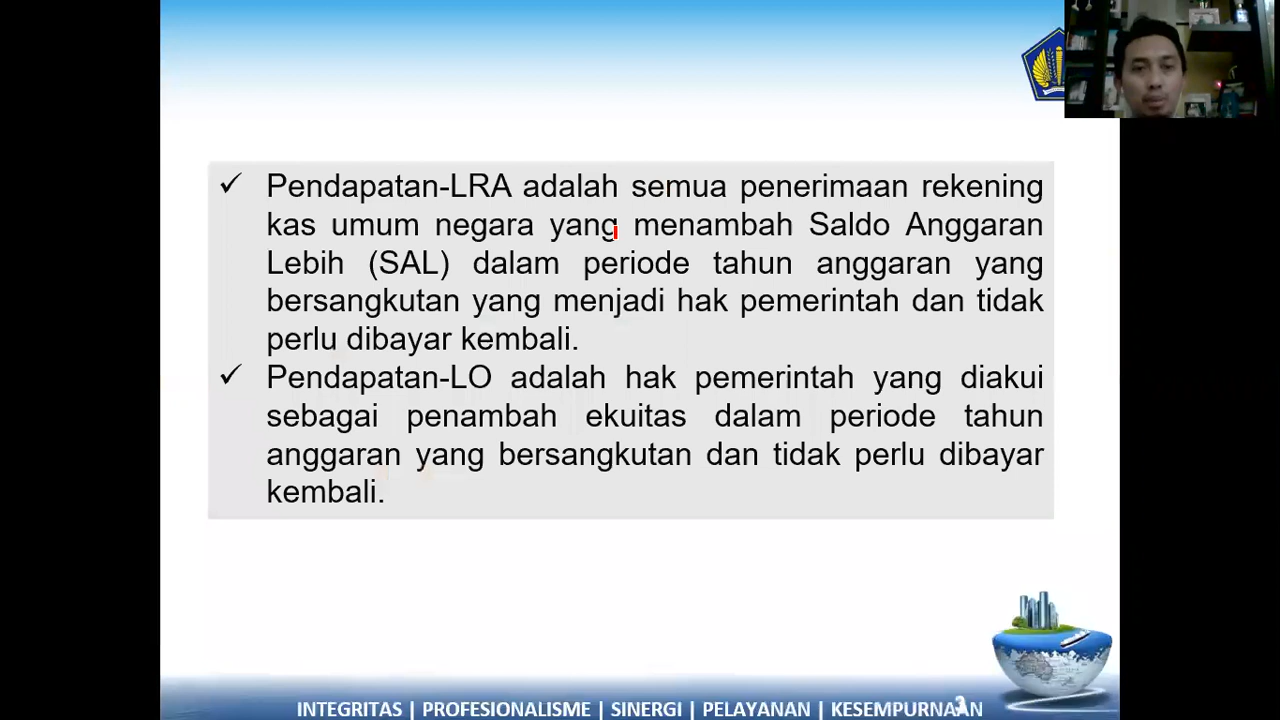 Pendapatan-LRA adalah semua penerimaan rekening
kas umum negara yang menambah Saldo Anggaran
Lebih (SAL) dalam periode tahun anggaran yang
bersangkutan yang menjadi hak pemerintah dan tidak
perlu dibayar kembali.
Pendapatan-LO adalah hak pemerintah yang diakui
sebagai penambah ekuitas dalam periode tahun
anggaran yang bersangkutan dan tidak perlu dibayar
kembali.
INTEGRITAS | PROFESIONALISME | SINERGI | PELAYANAN | KESEMPURNAAN
3